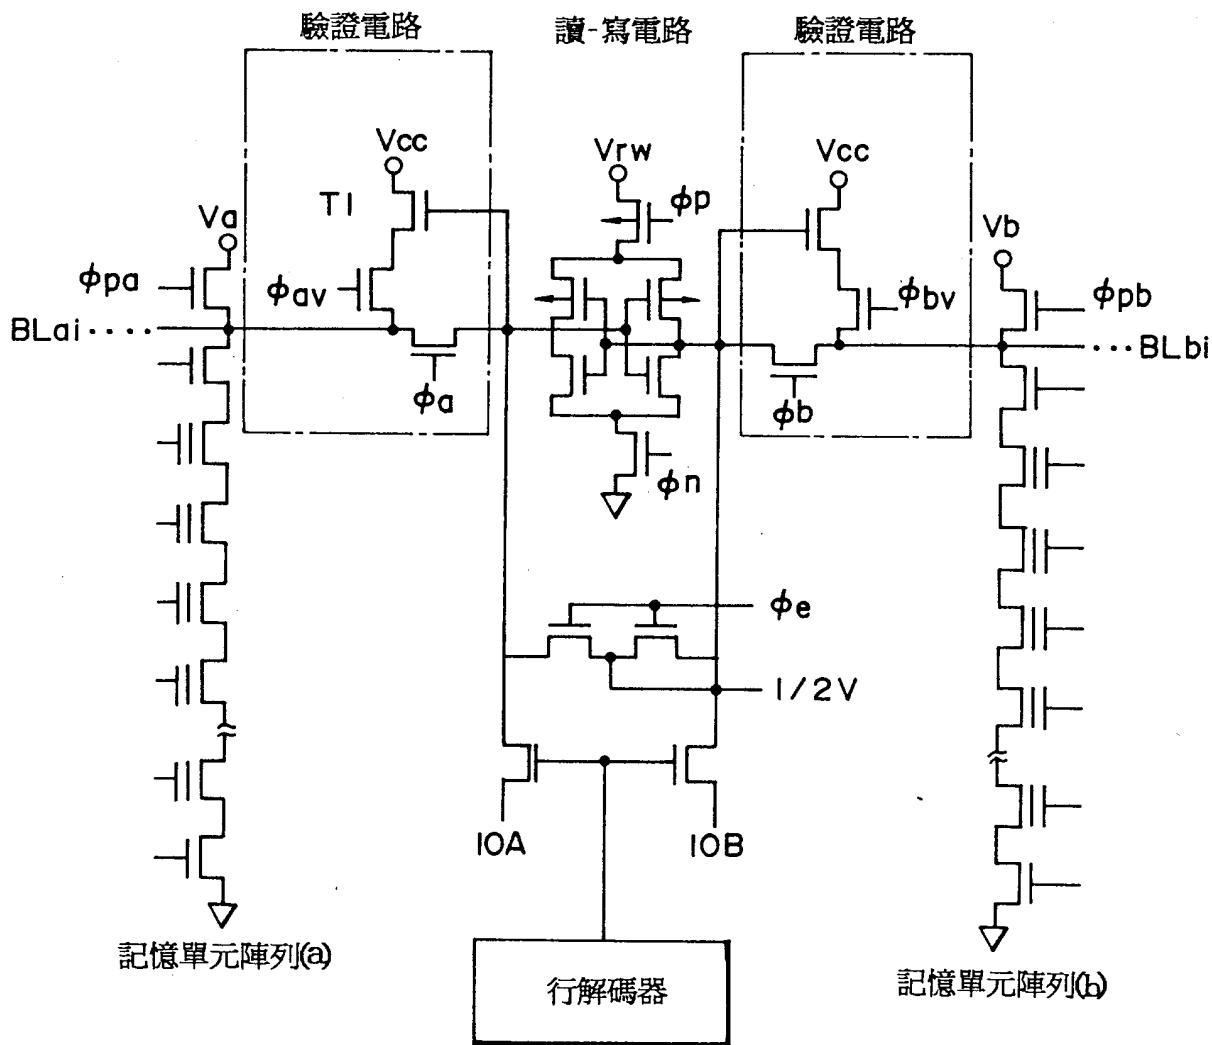 驗證電路
讀-寫電路
驗證電路
Vcc
Vrw
Vcc
T1
ϕp
Va
Vb
ϕpa
ϕav
ϕbv
ϕpb
BLai····
···BLbi
ϕa
ϕb
ϕn
ϕe
1/2V
10A
10B
記憶單元陣列(a)
行解碼器
記憶單元陣列(b)